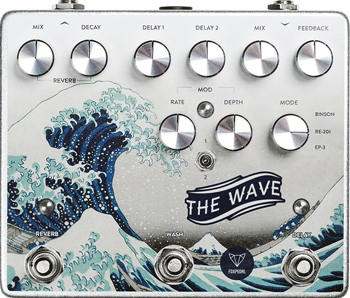 MIX DECAY DELAY 1 DELAY 2 MIX FEEDBACK
REVERB
MOD
RATE DEPTH MODE
BINSON
1
RE-201
EP-3
2
THE WAVE
REVERB WASH DELAY
FOXPEDAL